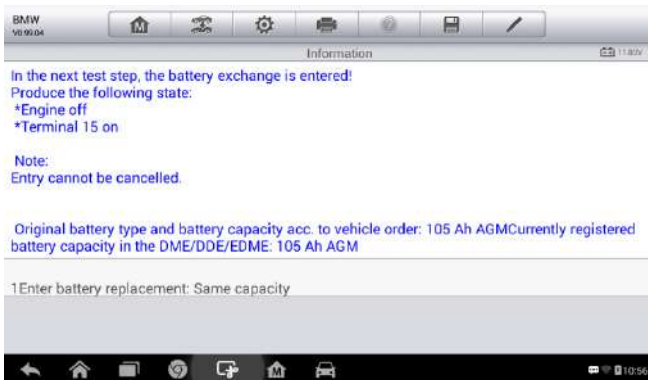 BMW
V0.99.04
Information
In the next test step, the battery exchange is entered!
Produce the following state:
*Engine off
*Terminal 15 on
Note:
Entry cannot be cancelled.
Original battery type and battery capacity acc. to vehicle order: 105 Ah AGMCurrently registered
battery capacity in the DME/DDE/EDME: 105 Ah AGM
1Enter battery replacement: Same capacity
10:56